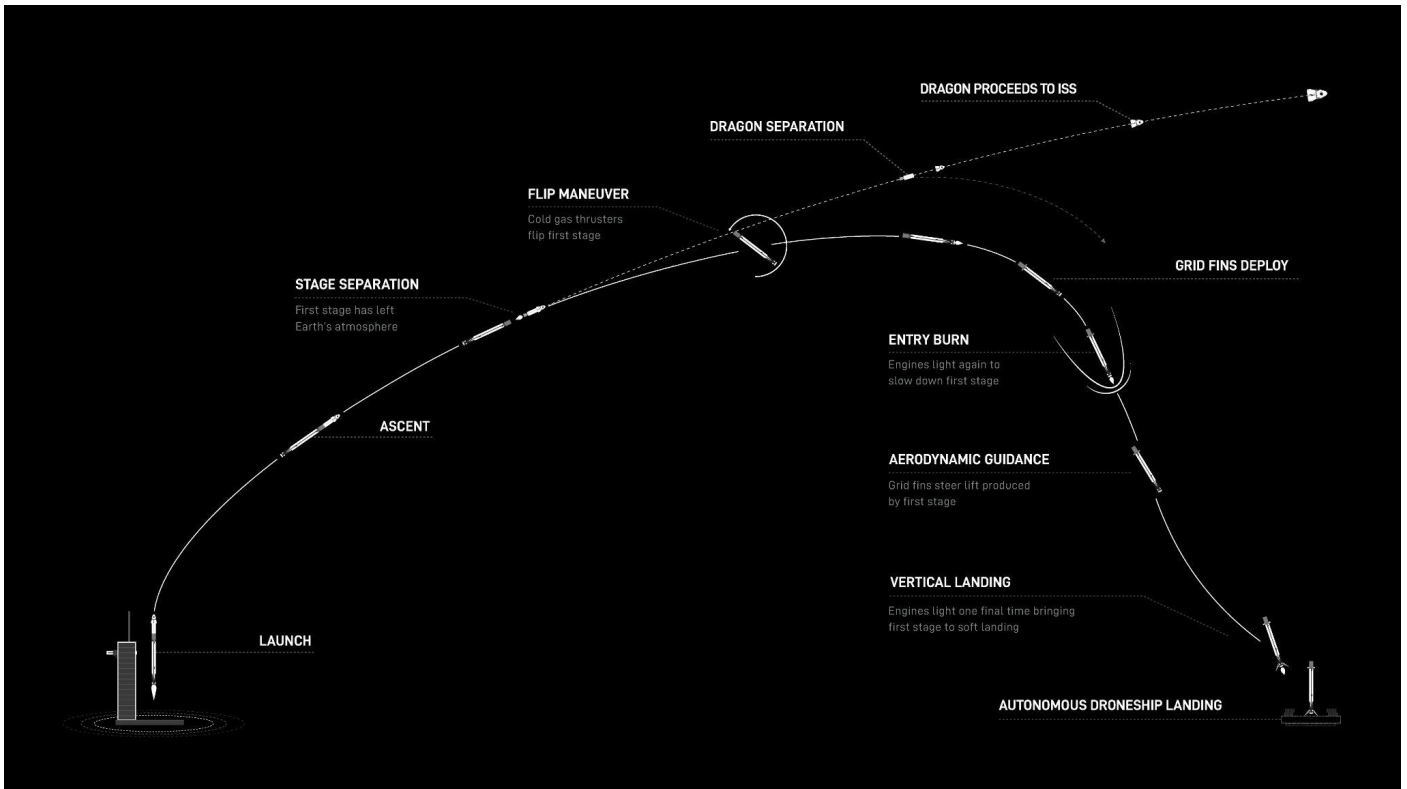 DRAGON PROCEEDS TO ISS
DRAGON SEPARATION
FLIP MANEUVER
Cold gas thrusters
flip first stage
STAGE SEPARATION
First stage has left
Earth's atmosphere
ASCENT
LAUNCH
GRID FINS DEPLOY
ENTRY BURN
Engines light again to
slow down first stage
AERODYNAMIC GUIDANCE
Grid fins steer lift produced
by first stage
VERTICAL LANDING
Engines light one final time bringing
first stage to soft landing
AUTONOMOUS DRONESHIP LANDING